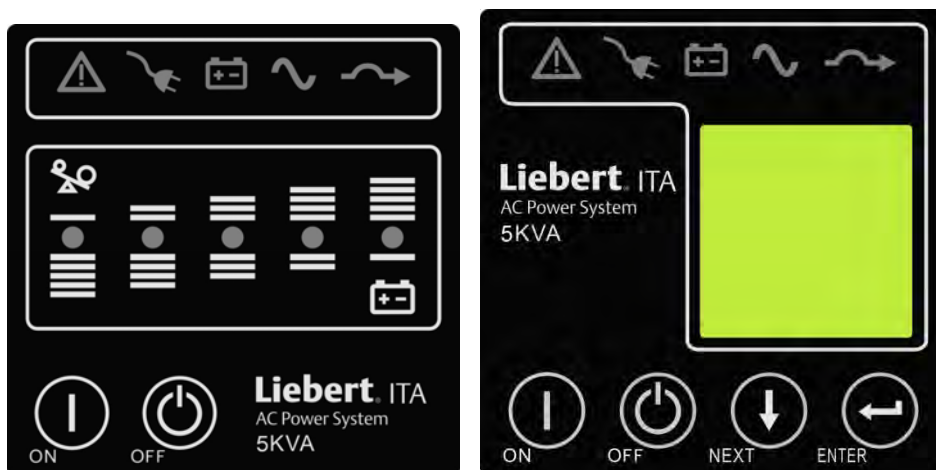 Liebert. ITA
AC Power System
5KVA
ON
OFF
Liebert. ITA
AC Power System
5KVA
ON
OFF
NEXT
ENTER